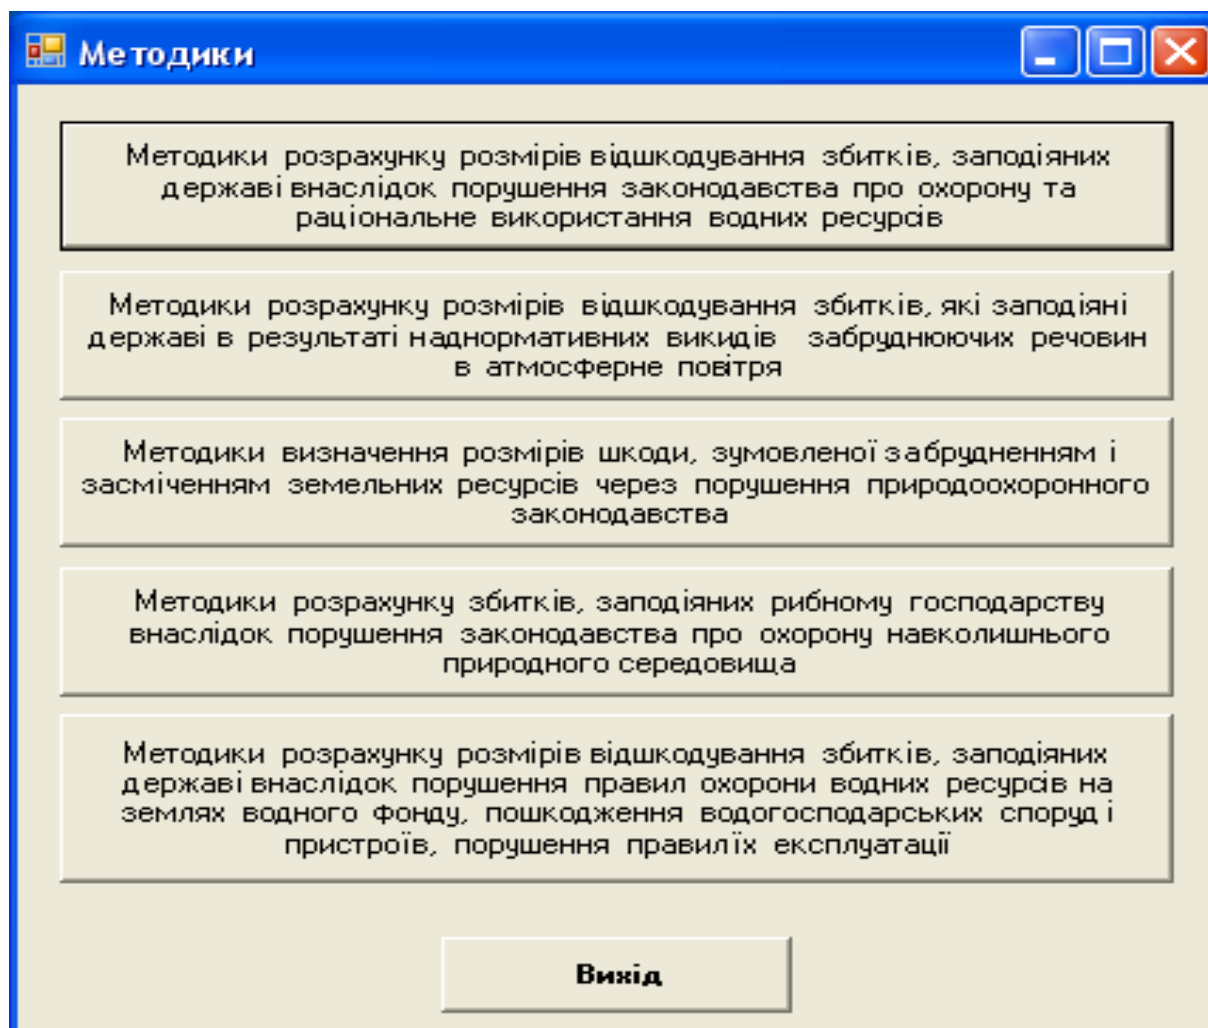 Методики
Методики розрахунку розмірів відшкодування збитків, заподіяних
державі внаслідок порушення законодавства про охорону та
раціональне використання водних ресурсів
Методики розрахунку розмірів відшкодування збитків, які заподіяні
державі в результаті наднормативних викидів забруднюючих речовин
в атмосферне повітря
Методики визначення розмірів шкоди, зумовленої забрудненням і
засміченням земельних ресурсів через порушення природоохоронного
законодавства
Методики розрахунку збитків, заподіяних рибному господарству
внаслідок порушення законодавства про охорону навколишнього
природного середовища
Методики розрахунку розмірів відшкодування збитків, заподіяних
державі внаслідок порушення правил охорони водних ресурсів на
землях водного фонду, пошкодження водогосподарських споруд і
пристроїв, порушення правил їх експлуатації
Вихід